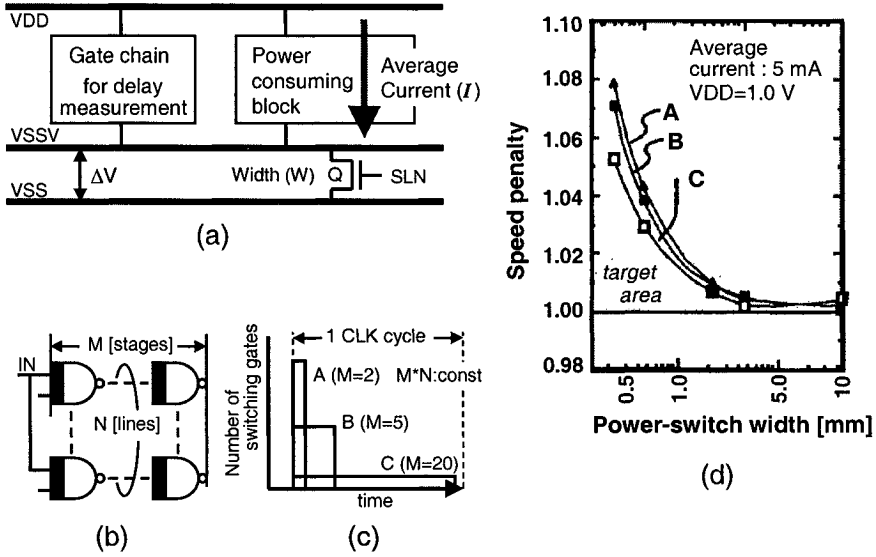 VDD
Gate chain
for delay
measurement
Power
consuming
block
Average
Current (I)
VSSV
ΔV
Width (W)
Q
SLN
VSS
(a)
M [stages]
IN
N [lines]
(b)
1 CLK cycle
A (M=2)
M*N:const
B (M=5)
C (M=20)
Number of
switching gates
time
(c)
1.10
1.08
1.06
1.04
1.02
1.00
0.98
Speed penalty
Average
current : 5 mA
VDD=1.0 V
A
B
C
target
area
0.5
1.0
5.0
10
Power-switch width [mm]
(d)